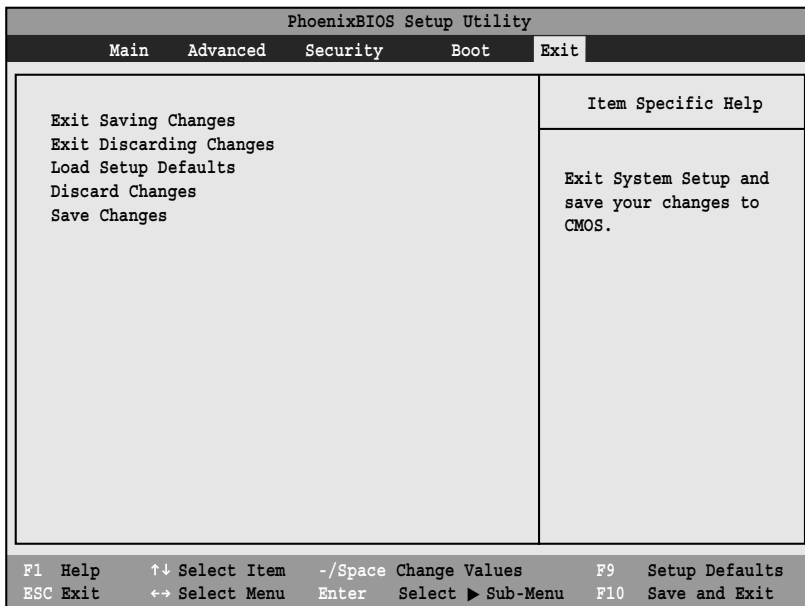 PhoenixBIOS Setup Utility
Main Advanced Security Boot Exit
Exit Saving Changes
Exit Discarding Changes
Load Setup Defaults
Discard Changes
Save Changes
Item Specific Help
Exit System Setup and
save your changes to
CMOS.
F1 Help ↑↓ Select Item -/Space Change Values F9 Setup Defaults
ESC Exit ←→ Select Menu Enter Select ▶ Sub-Menu F10 Save and Exit